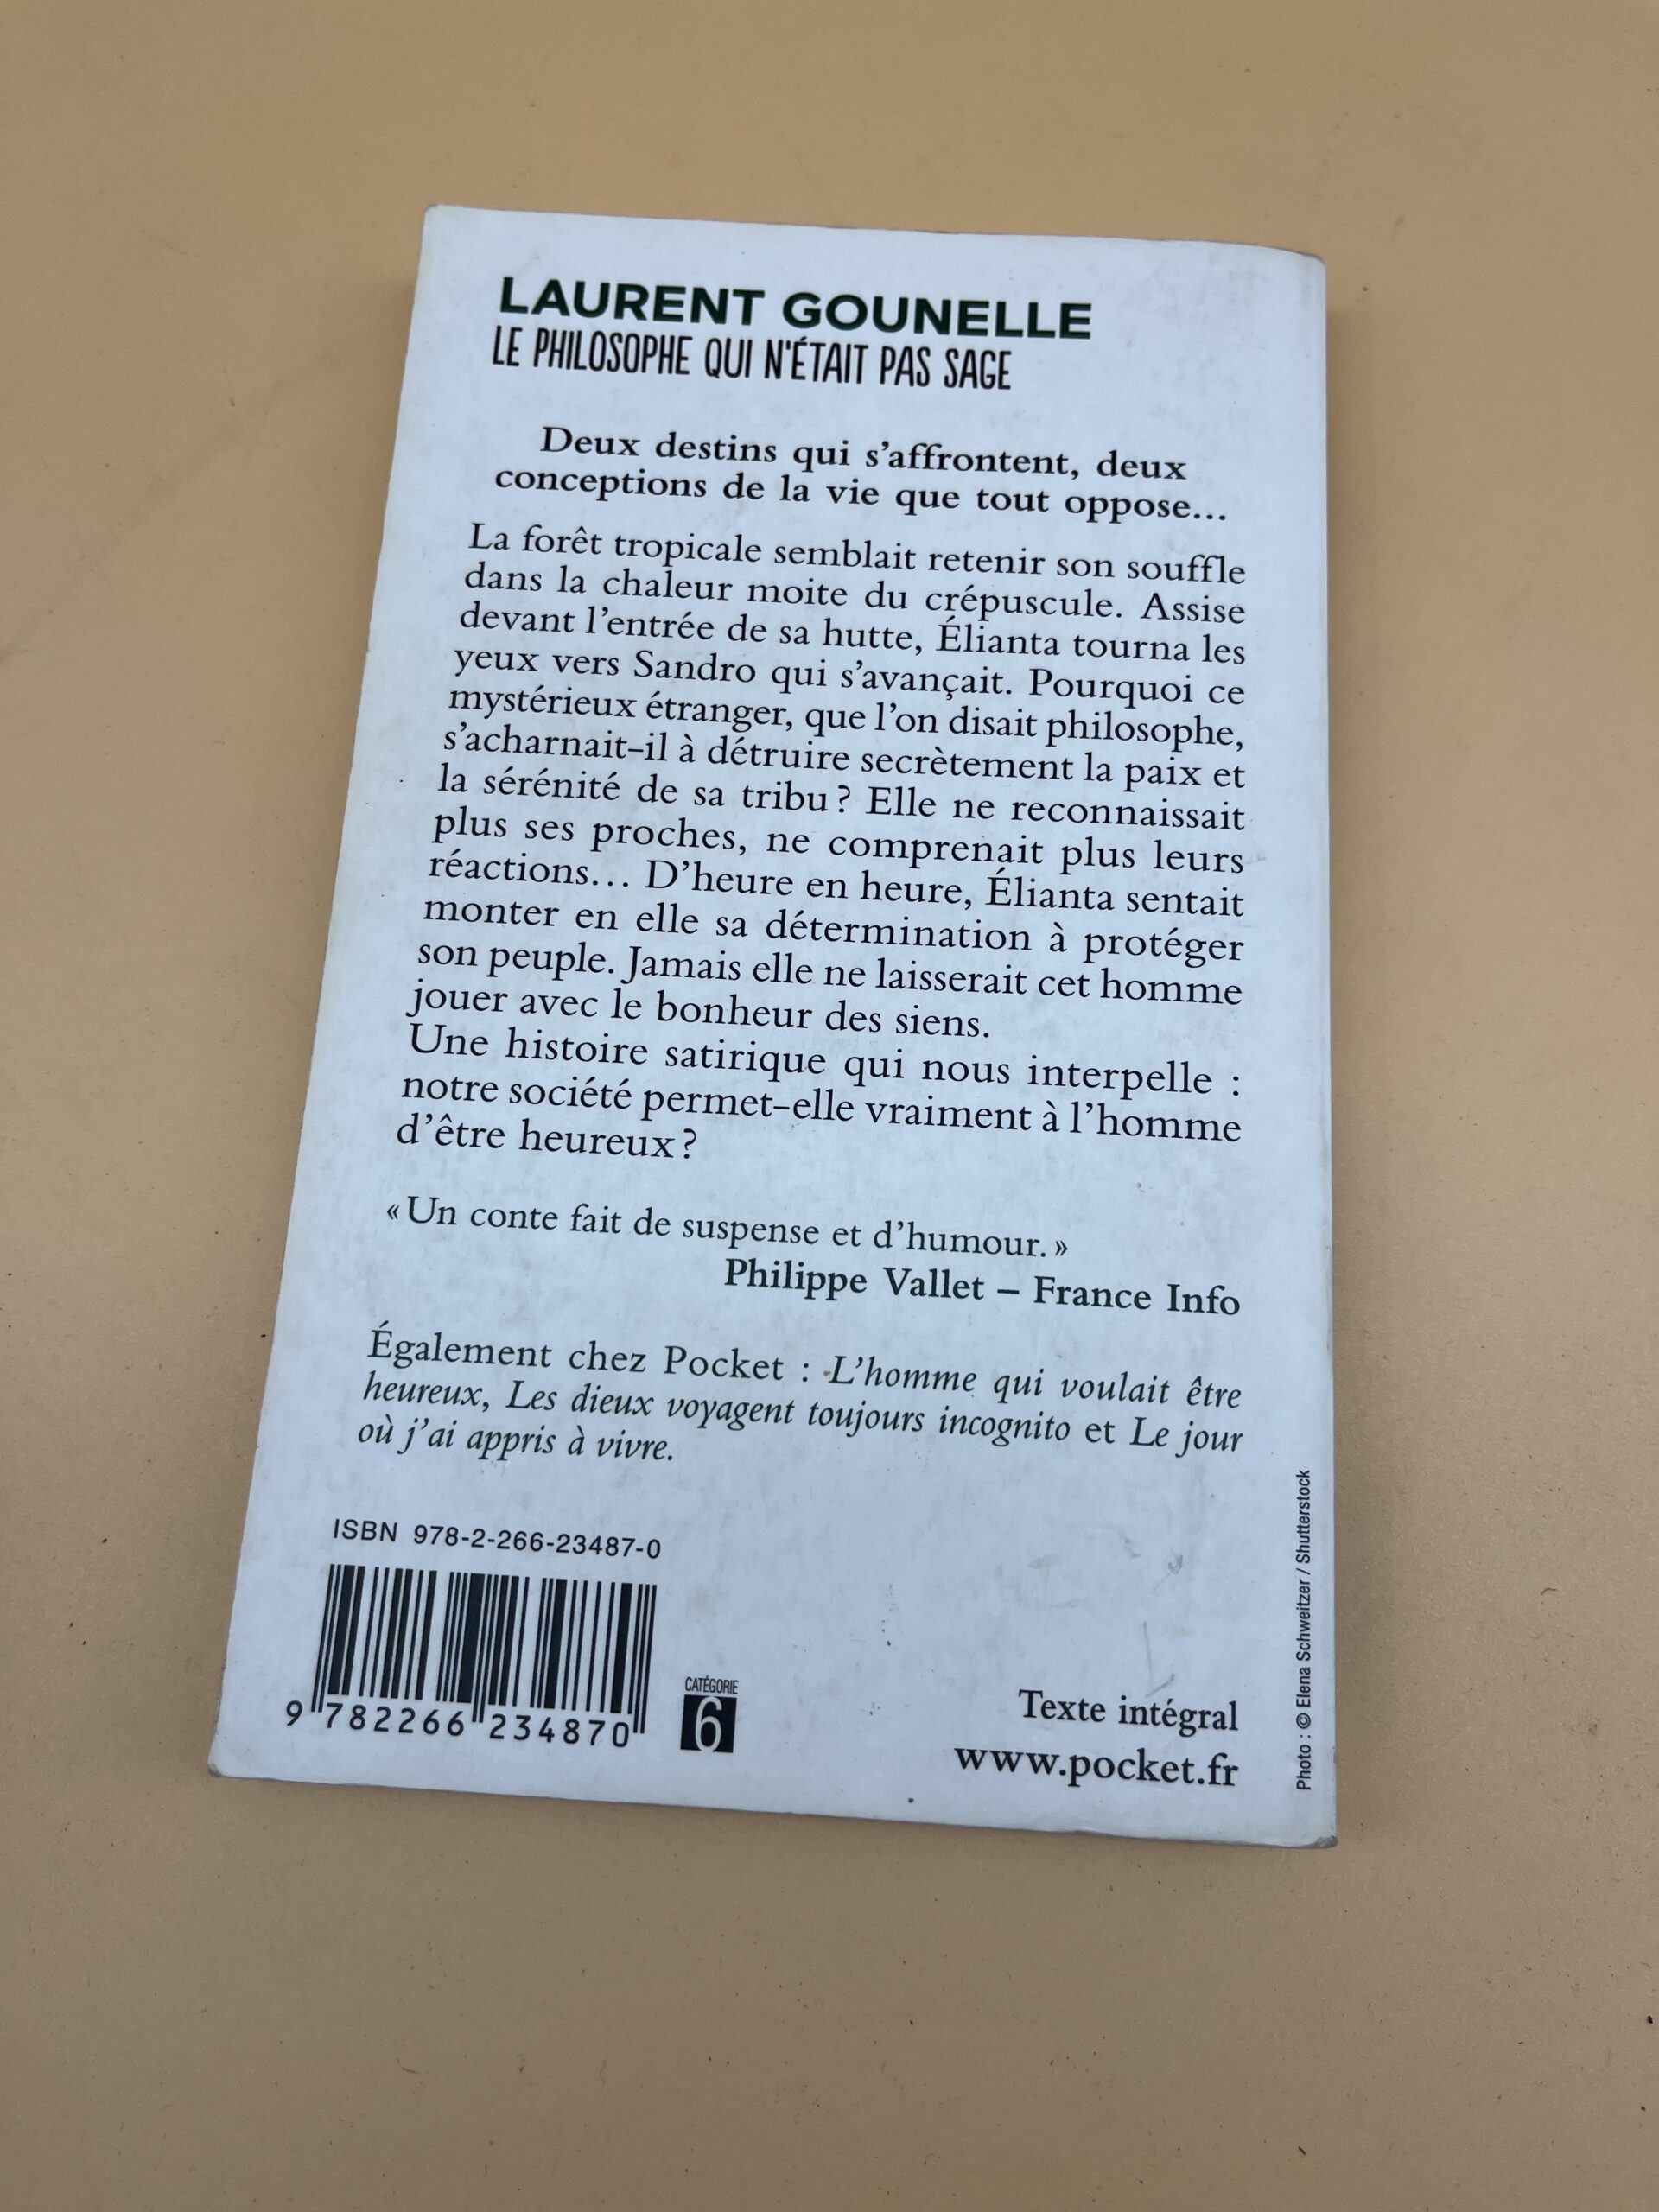 LAURENT GOUNELLE
LE PHILOSOPHE QUI N'ÉTAIT PAS SAGE
Deux destins qui s'affrontent, deux
conceptions de la vie que tout oppose...
La forêt tropicale semblait retenir son souffle
dans la chaleur moite du crépuscule. Assise
devant l'entrée de sa hutte, Élianta tourna les
yeux vers Sandro qui s'avançait. Pourquoi ce
mystérieux étranger, que l'on disait philosophe,
s'acharnait-il à détruire secrètement la paix et
la sérénité de sa tribu ? Elle ne reconnaissait
plus ses proches, ne comprenait plus leurs
réactions... D'heure en heure, Élianta sentait
monter en elle sa détermination à protéger
son peuple. Jamais elle ne laisserait cet homme
jouer avec le bonheur des siens.
Une histoire satirique qui nous interpelle :
notre société permet-elle vraiment à l'homme
d'être heureux ?
« Un conte fait de suspense et d'humour. »
Philippe Vallet – France Info
Également chez Pocket : L'homme qui voulait être
heureux, Les dieux voyagent toujours incognito et Le jour
où j'ai appris à vivre.
ISBN 978-2-266-23487-0
9 782266 234870
CATÉGORIE
6
Texte intégral
www.pocket.fr
Photo : © Elena Schweitzer / Shutterstock